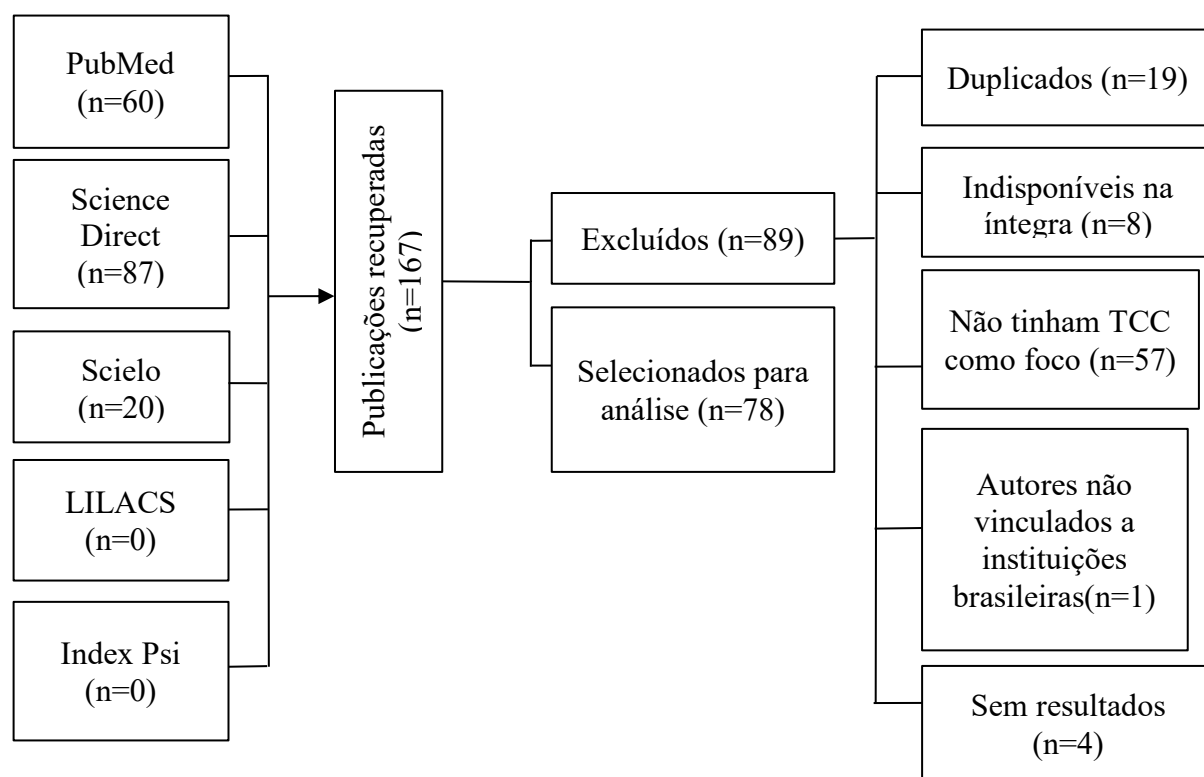 PubMed
(n=60)
Science
Direct
(n=87)
Scielo
(n=20)
LILACS
(n=0)
Index Psi
(n=0)
Publicações recuperadas
(n=167)
Excluídos (n=89)
Selecionados para
análise (n=78)
Duplicados (n=19)
Indisponíveis na
íntegra (n=8)
Não tinham TCC
como foco (n=57)
Autores não
vinculados a
instituições
brasileiras(n=1)
Sem resultados
(n=4)